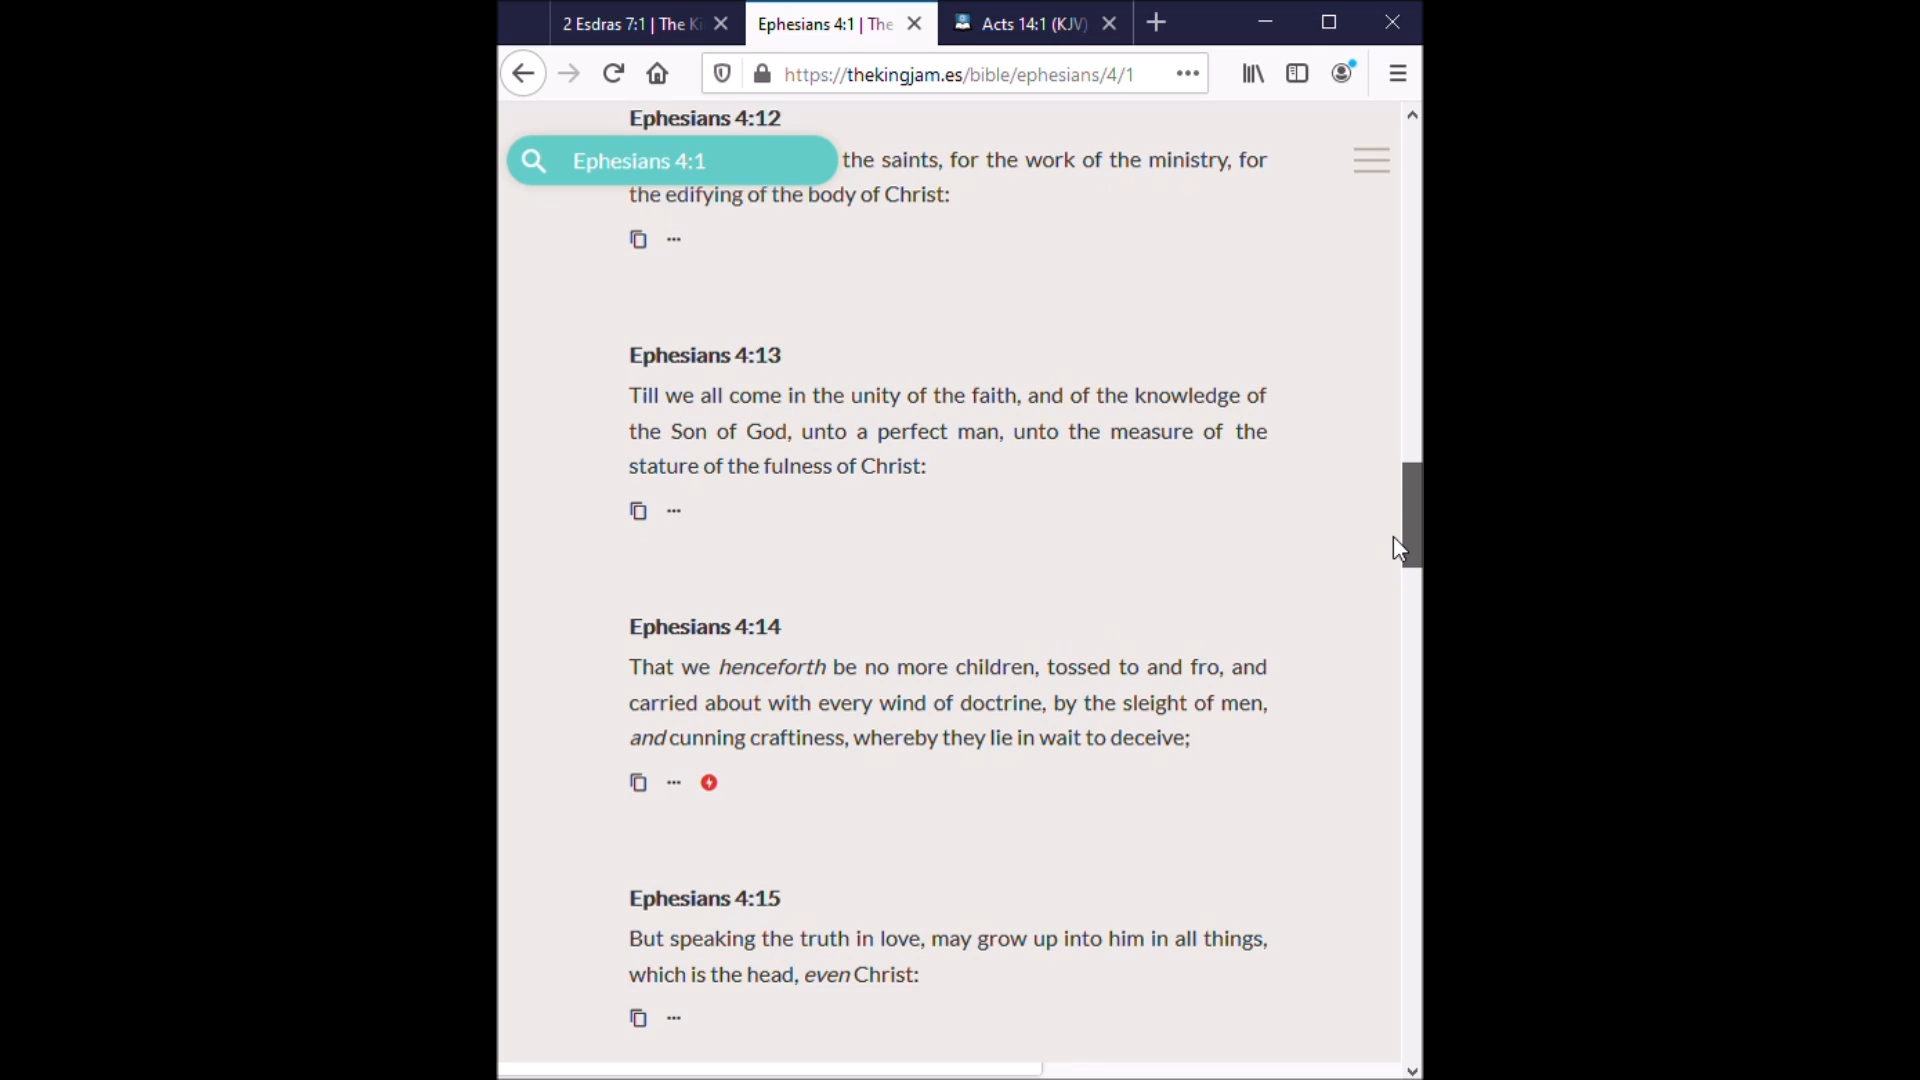 2 Esdras 7:1 | The Ki
Ephesians 4:1 | The
Acts 14:1 (KJV)
https://thekingjam.es/bible/ephesians/4/1
Ephesians 4:12
Ephesians 4:1
the saints, for the work of the ministry, for
the edifying of the body of Christ:
Ephesians 4:13
Till we all come in the unity of the faith, and of the knowledge of
the Son of God, unto a perfect man, unto the measure of the
stature of the fulness of Christ:
Ephesians 4:14
That we henceforth be no more children, tossed to and fro, and
carried about with every wind of doctrine, by the sleight of men,
and cunning craftiness, whereby they lie in wait to deceive;
Ephesians 4:15
But speaking the truth in love, may grow up into him in all things,
which is the head, even Christ: